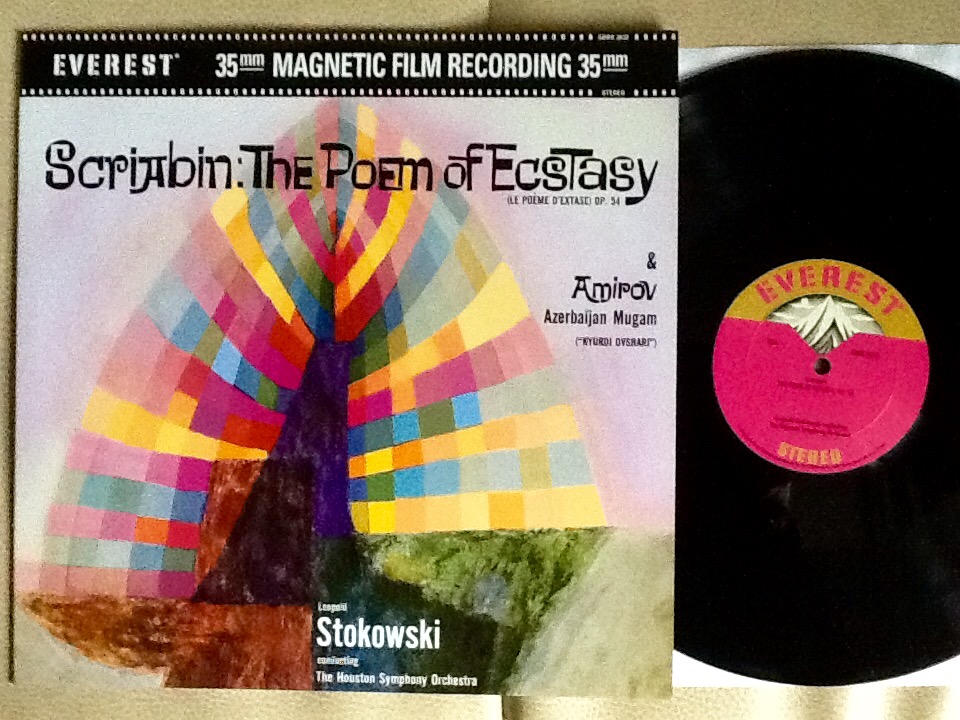 EVEREST 35mm MAGNETIC FILM RECORDING 35mm
STEREO
Scriabin: The Poem of Ecstasy
(LE POÈME D'EXTASE) OP. 54
&
Amirov
Azerbaijan Mugam
("KYURDI OVSHARI")
Leopold
Stokowski
conducting
The Houston Symphony Orchestra
EVEREST
STEREO